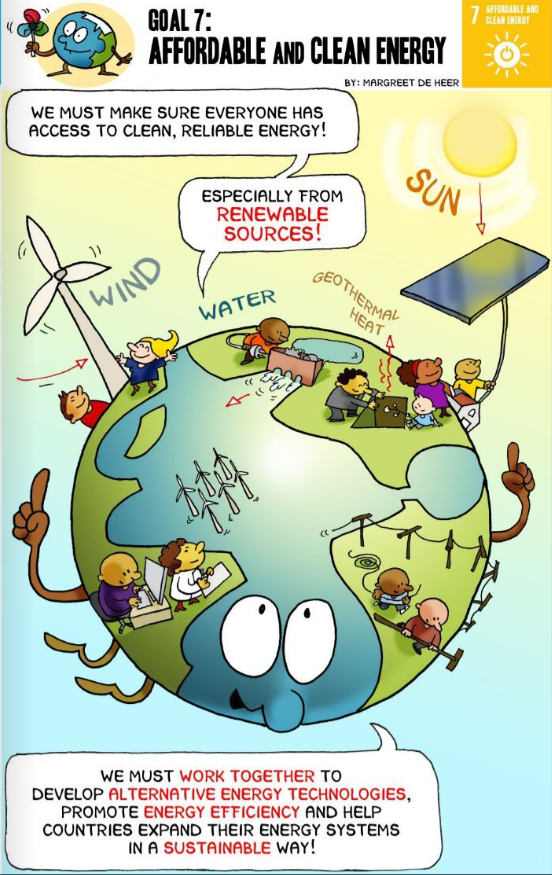 GOAL 7:
AFFORDABLE AND CLEAN ENERGY
BY: MARGREET DE HEER
7 AFFORDABLE AND
CLEAN ENERGY
WE MUST MAKE SURE EVERYONE HAS
ACCESS TO CLEAN, RELIABLE ENERGY!
ESPECIALLY FROM
RENEWABLE
SOURCES!
SUN
WIND
WATER
GEOTHERMAL
HEAT
WE MUST WORK TOGETHER TO
DEVELOP ALTERNATIVE ENERGY TECHNOLOGIES,
PROMOTE ENERGY EFFICIENCY AND HELP
COUNTRIES EXPAND THEIR ENERGY SYSTEMS
IN A SUSTAINABLE WAY!